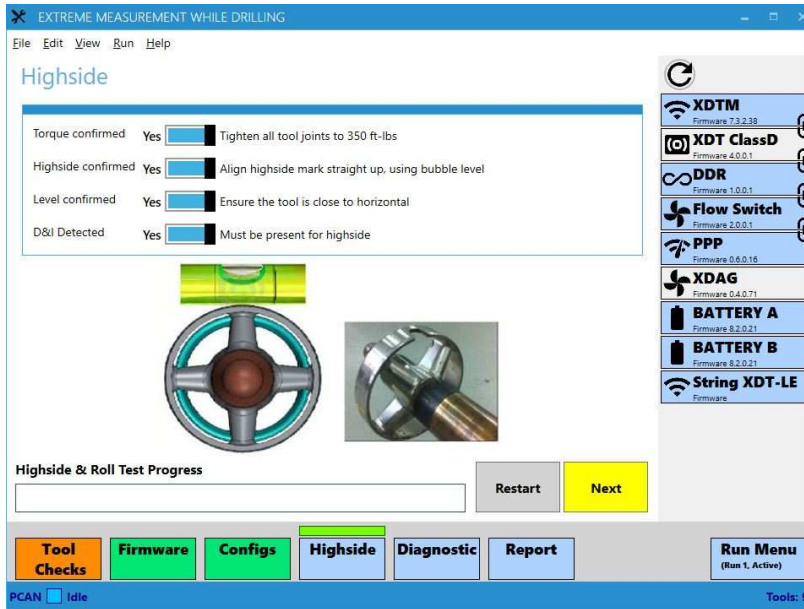 EXTREME MEASUREMENT WHILE DRILLING
File Edit View Run Help
Highside
Torque confirmed Yes Tighten all tool joints to 350 ft-lbs
Highside confirmed Yes Align highside mark straight up, using bubble level
Level confirmed Yes Ensure the tool is close to horizontal
D&I Detected Yes Must be present for highside
Highside & Roll Test Progress
Restart
Next
XDTM
Firmware 7.3.2.38
XDT ClassD
Firmware 4.0.0.1
DDR
Firmware 1.0.0.1
Flow Switch
Firmware 2.0.0.1
PPP
Firmware 0.6.0.16
XDAG
Firmware 0.4.0.71
BATTERY A
Firmware 8.2.0.21
BATTERY B
Firmware 8.2.0.21
String XDT-LE
Firmware
Tool
Checks
Firmware
Configs
Highside
Diagnostic
Report
Run Menu
(Run 1, Active)
PCAN Idle
Tools: